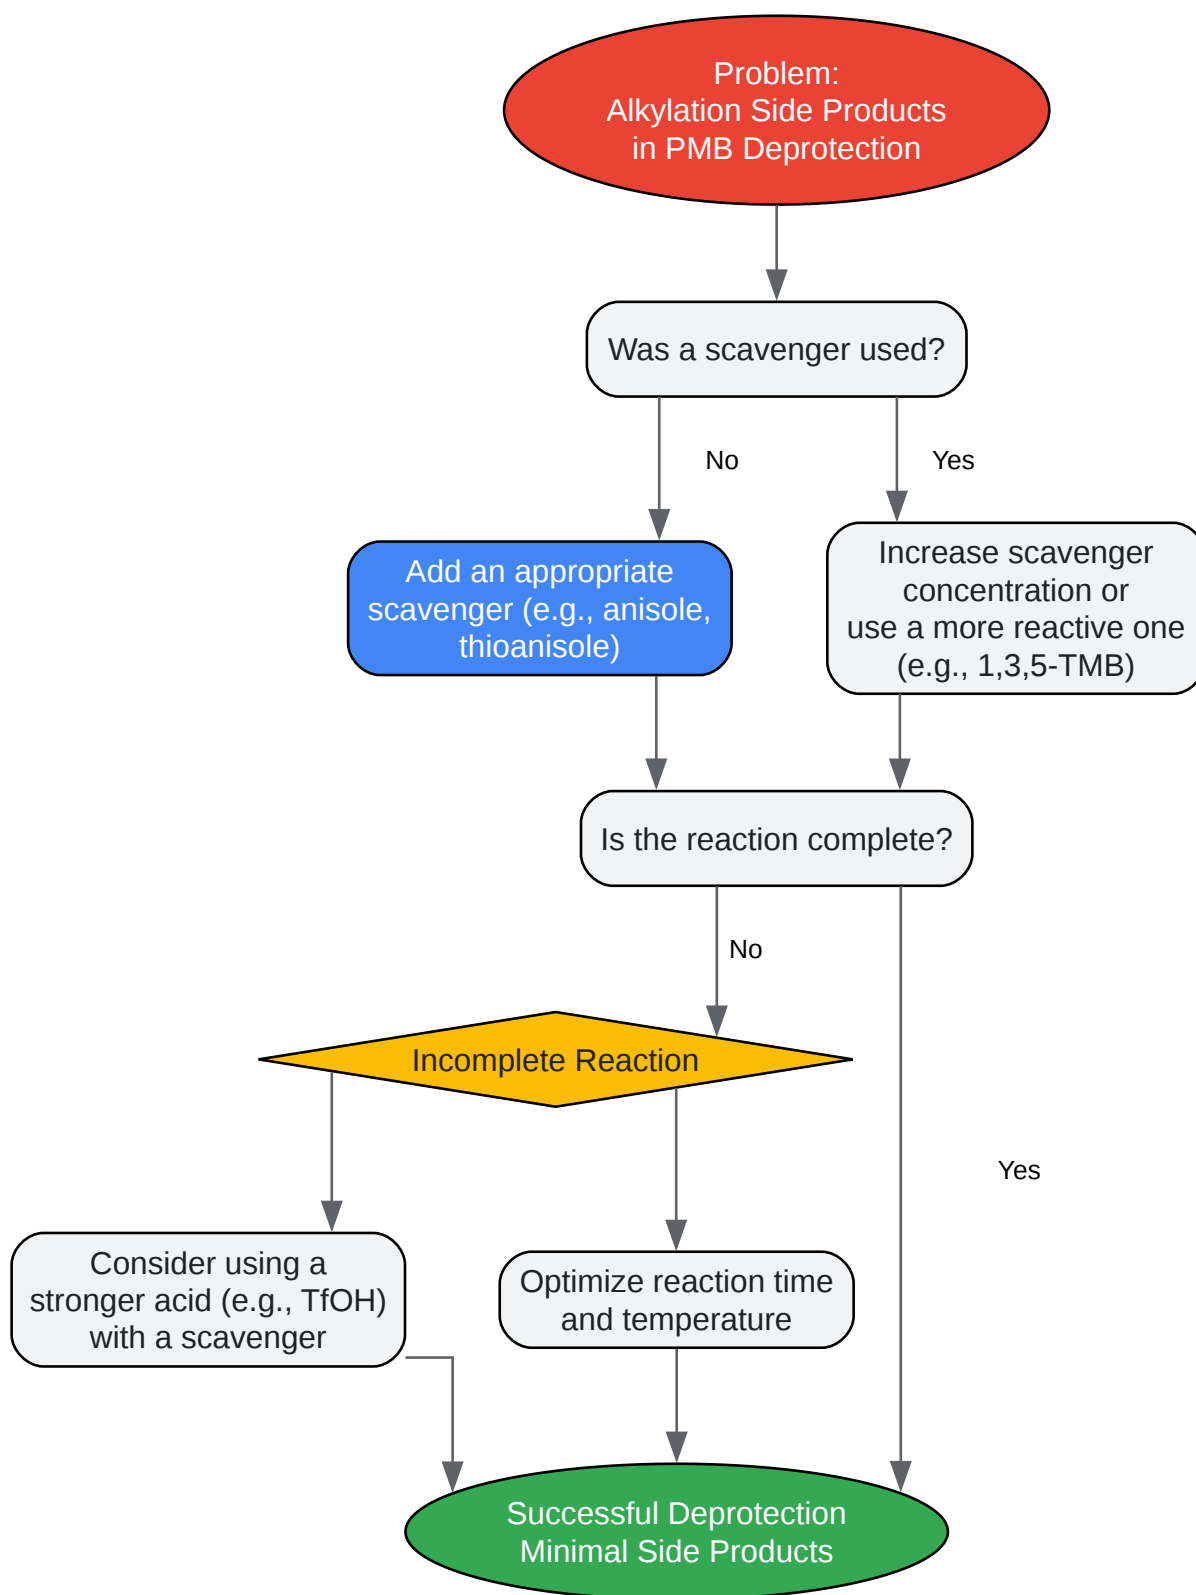 Problem:
Alkylation Side Products
in PMB Deprotection
Was a scavenger used?
No
Yes
Add an appropriate
scavenger (e.g., anisole,
thioanisole)
Increase scavenger
concentration or
use a more reactive one
(e.g., 1,3,5-TMB)
Is the reaction complete?
No
Incomplete Reaction
Yes
Consider using a
stronger acid (e.g., TfOH)
with a scavenger
Optimize reaction time
and temperature
Successful Deprotection
Minimal Side Products